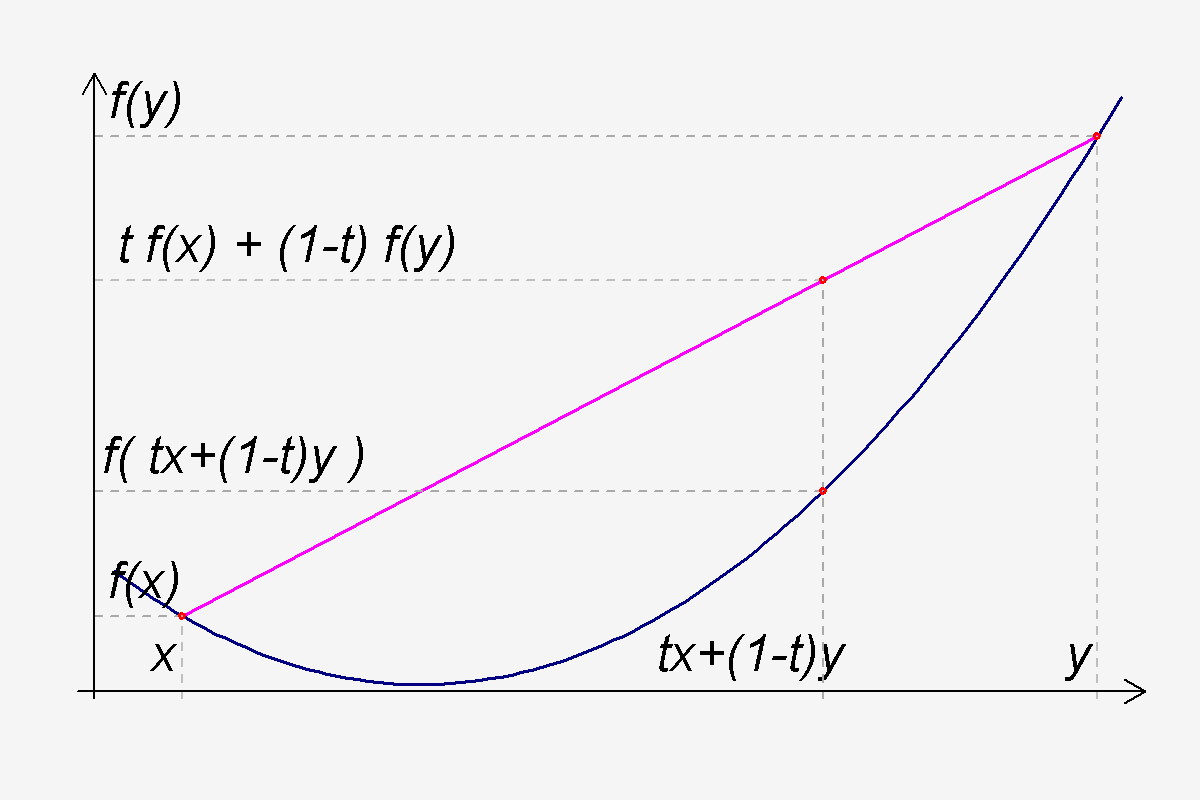 f(y)
t f(x) + (1-t) f(y)
f( tx+(1-t)y )
f(x)
x
tx+(1-t)y
y